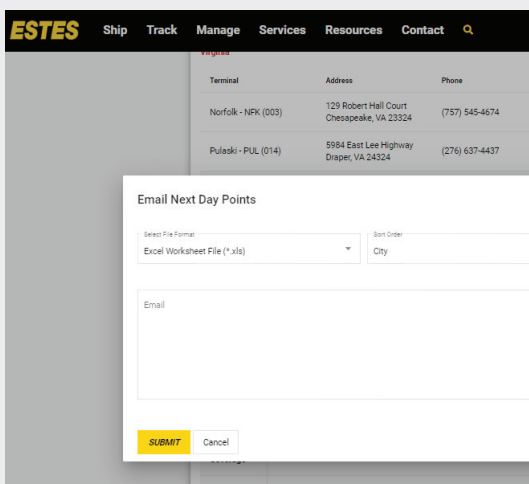 ESTES Ship Track Manage Services Resources Contact
Virginia
Terminal Address Phone
Norfolk - NFK (003) 129 Robert Hall Court Chesapeake, VA 23324 (757) 545-4674
Pulaski - PUL (014) 5984 East Lee Highway Draper, VA 24324 (276) 637-4437
Email Next Day Points
Select File Format Sort Order
Excel Worksheet File (*.xls) City
Email
SUBMIT Cancel
Coverage